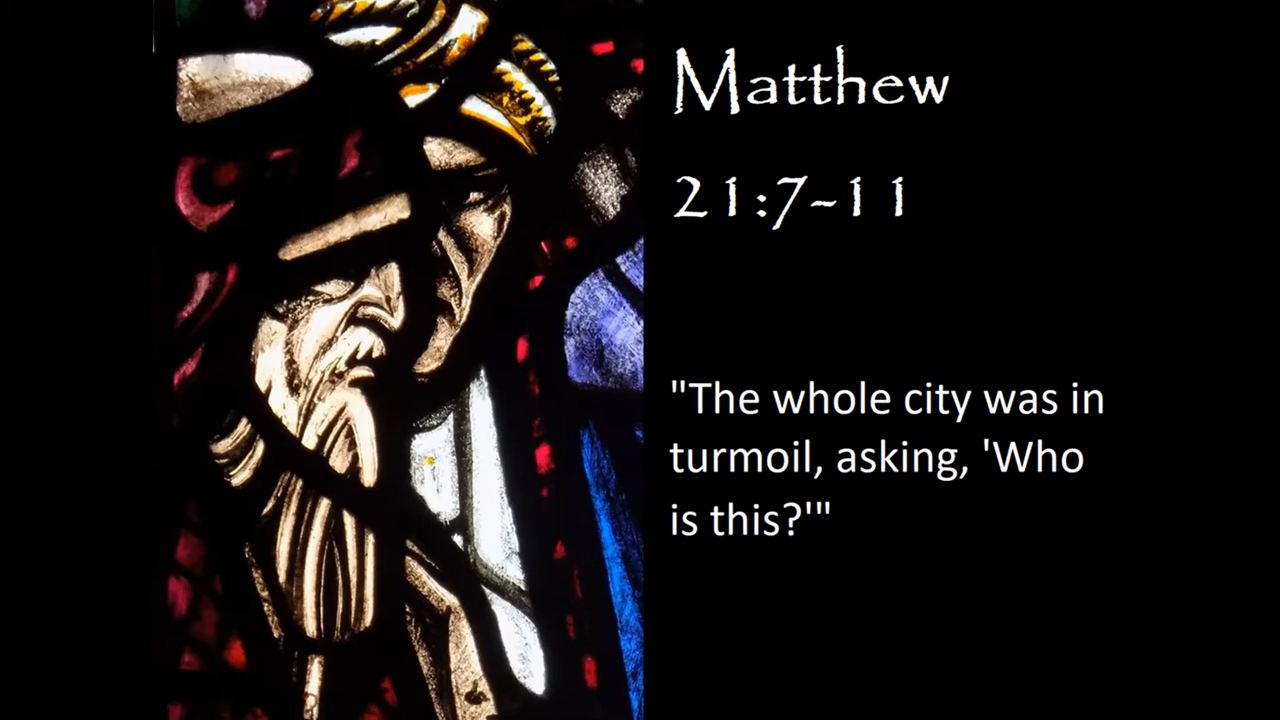 Matthew
21:7-11
"The whole city was in
turmoil, asking, 'Who
is this?'"